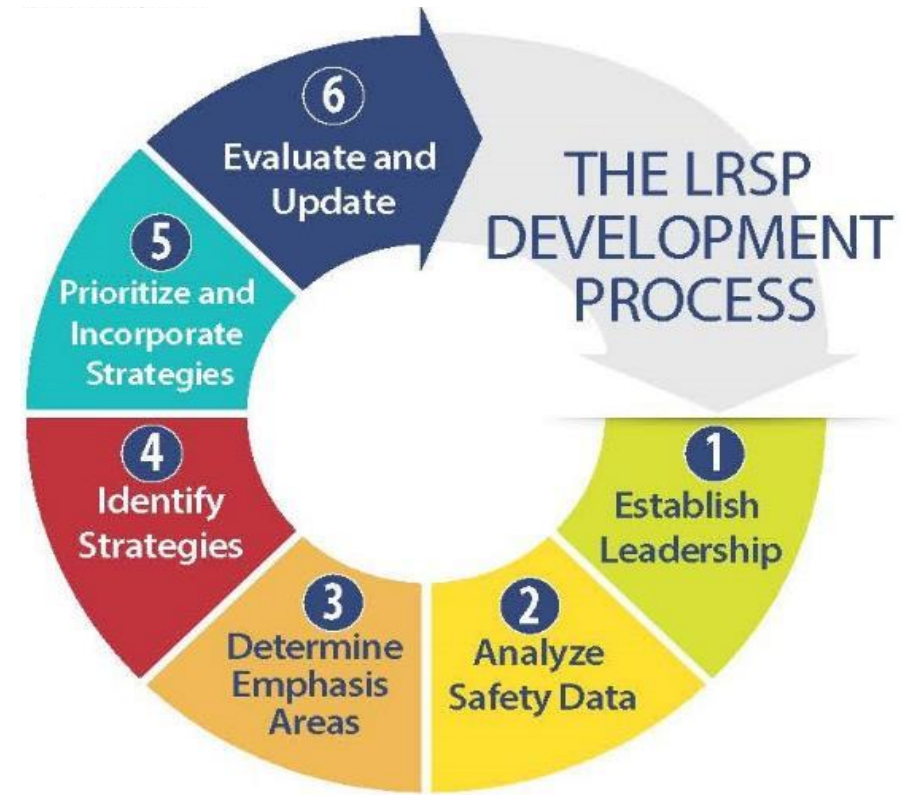 THE LRSP
DEVELOPMENT
PROCESS
1
Establish
Leadership
2
Analyze
Safety Data
3
Determine
Emphasis
Areas
4
Identify
Strategies
5
Prioritize and
Incorporate
Strategies
6
Evaluate and
Update